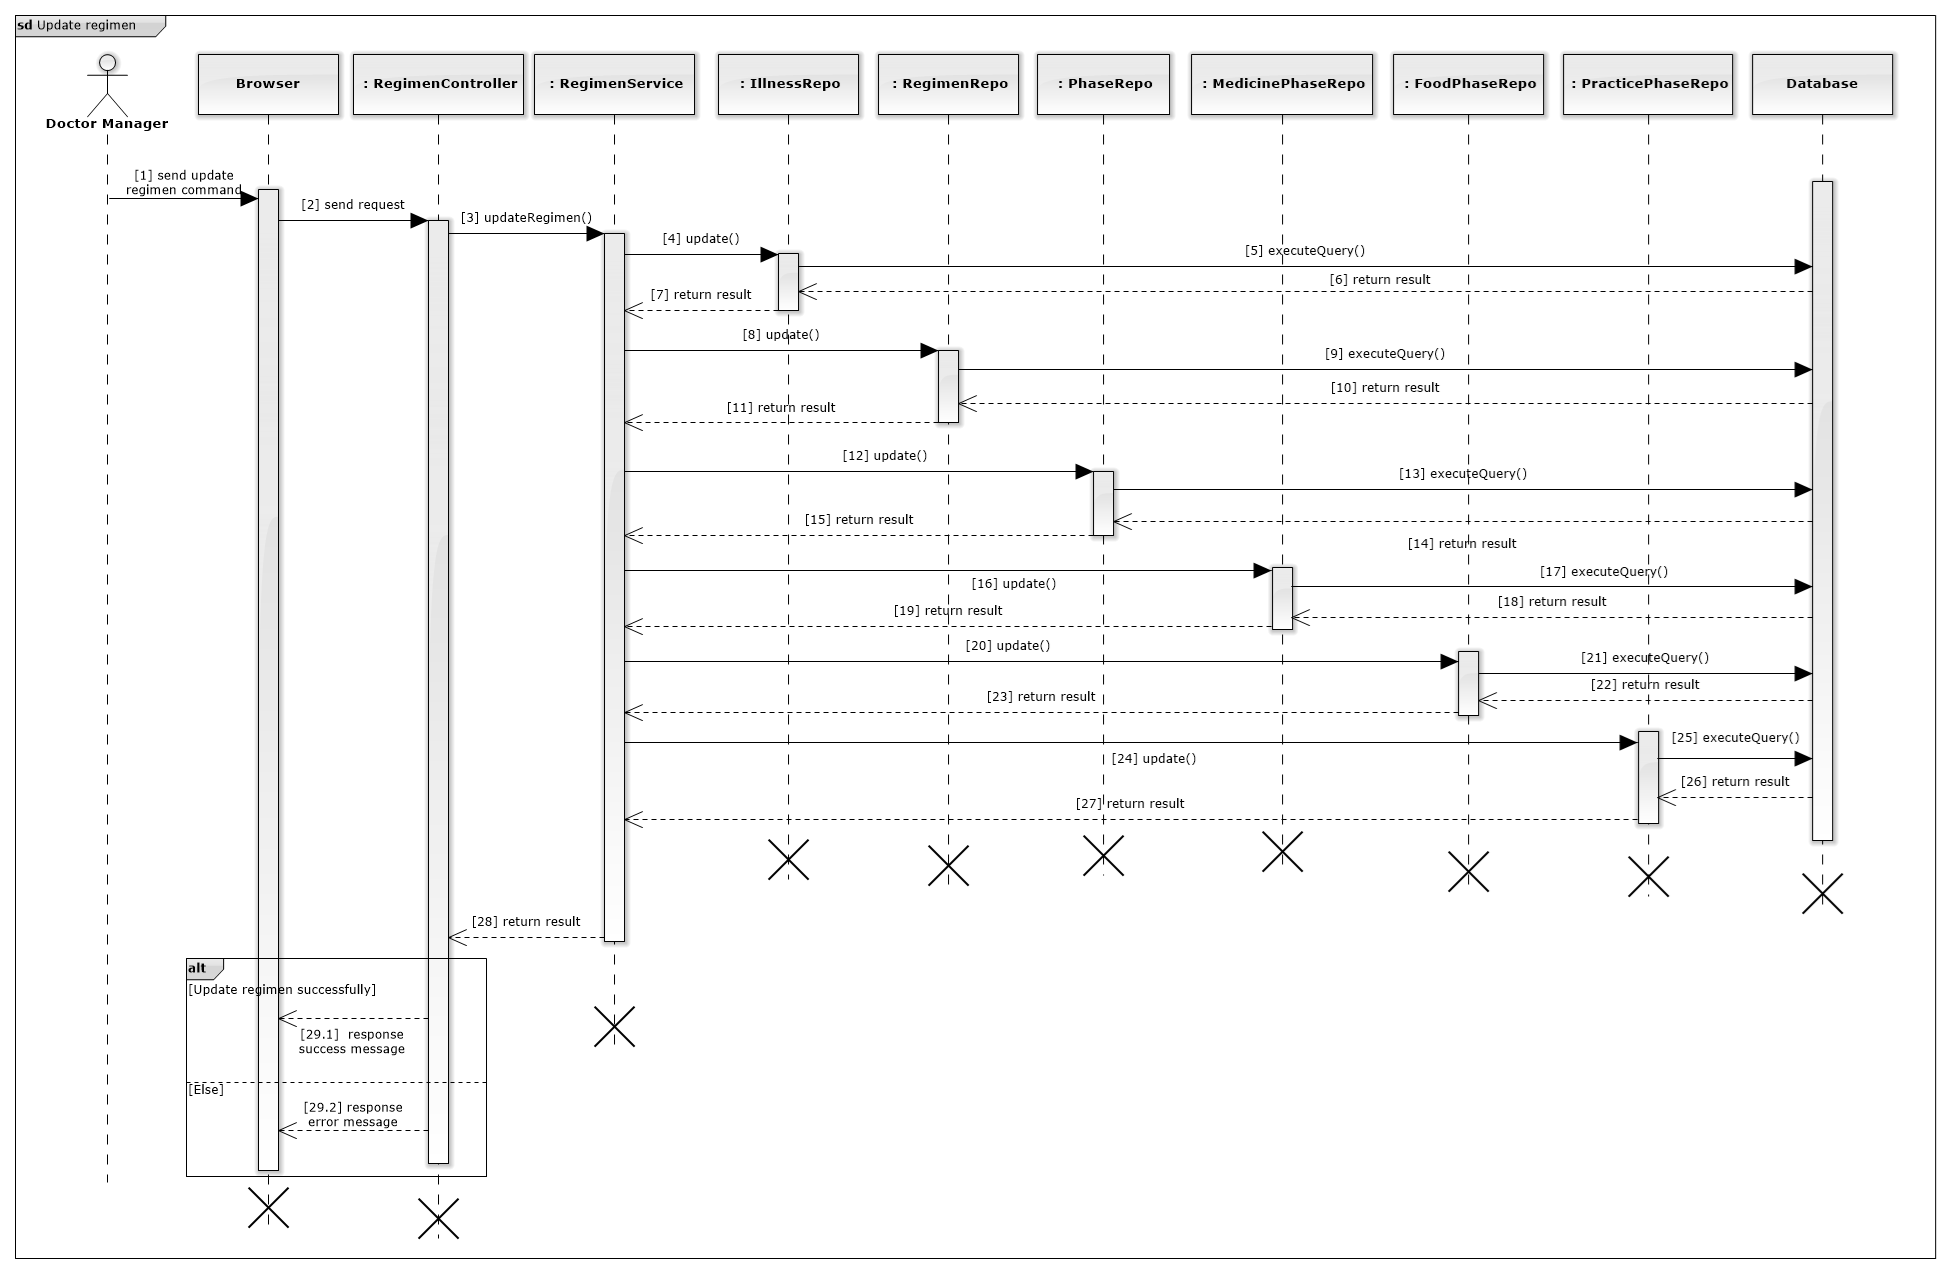 sd Update regimen
Doctor Manager
Browser
: RegimenController
: RegimenService
: IllnessRepo
: RegimenRepo
: PhaseRepo
: MedicinePhaseRepo
: FoodPhaseRepo
: PracticePhaseRepo
Database
[1] send update
regimen command
[2] send request
[3] updateRegimen()
[4] update()
[5] executeQuery()
[6] return result
[7] return result
[8] update()
[9] executeQuery()
[10] return result
[11] return result
[12] update()
[13] executeQuery()
[15] return result
[14] return result
[16] update()
[17] executeQuery()
[18] return result
[19] return result
[20] update()
[21] executeQuery()
[22] return result
[23] return result
[24] update()
[25] executeQuery()
[26] return result
[27] return result
[28] return result
alt
[Update regimen successfully]
[29.1]  response
success message
[Else]
[29.2] response
error message